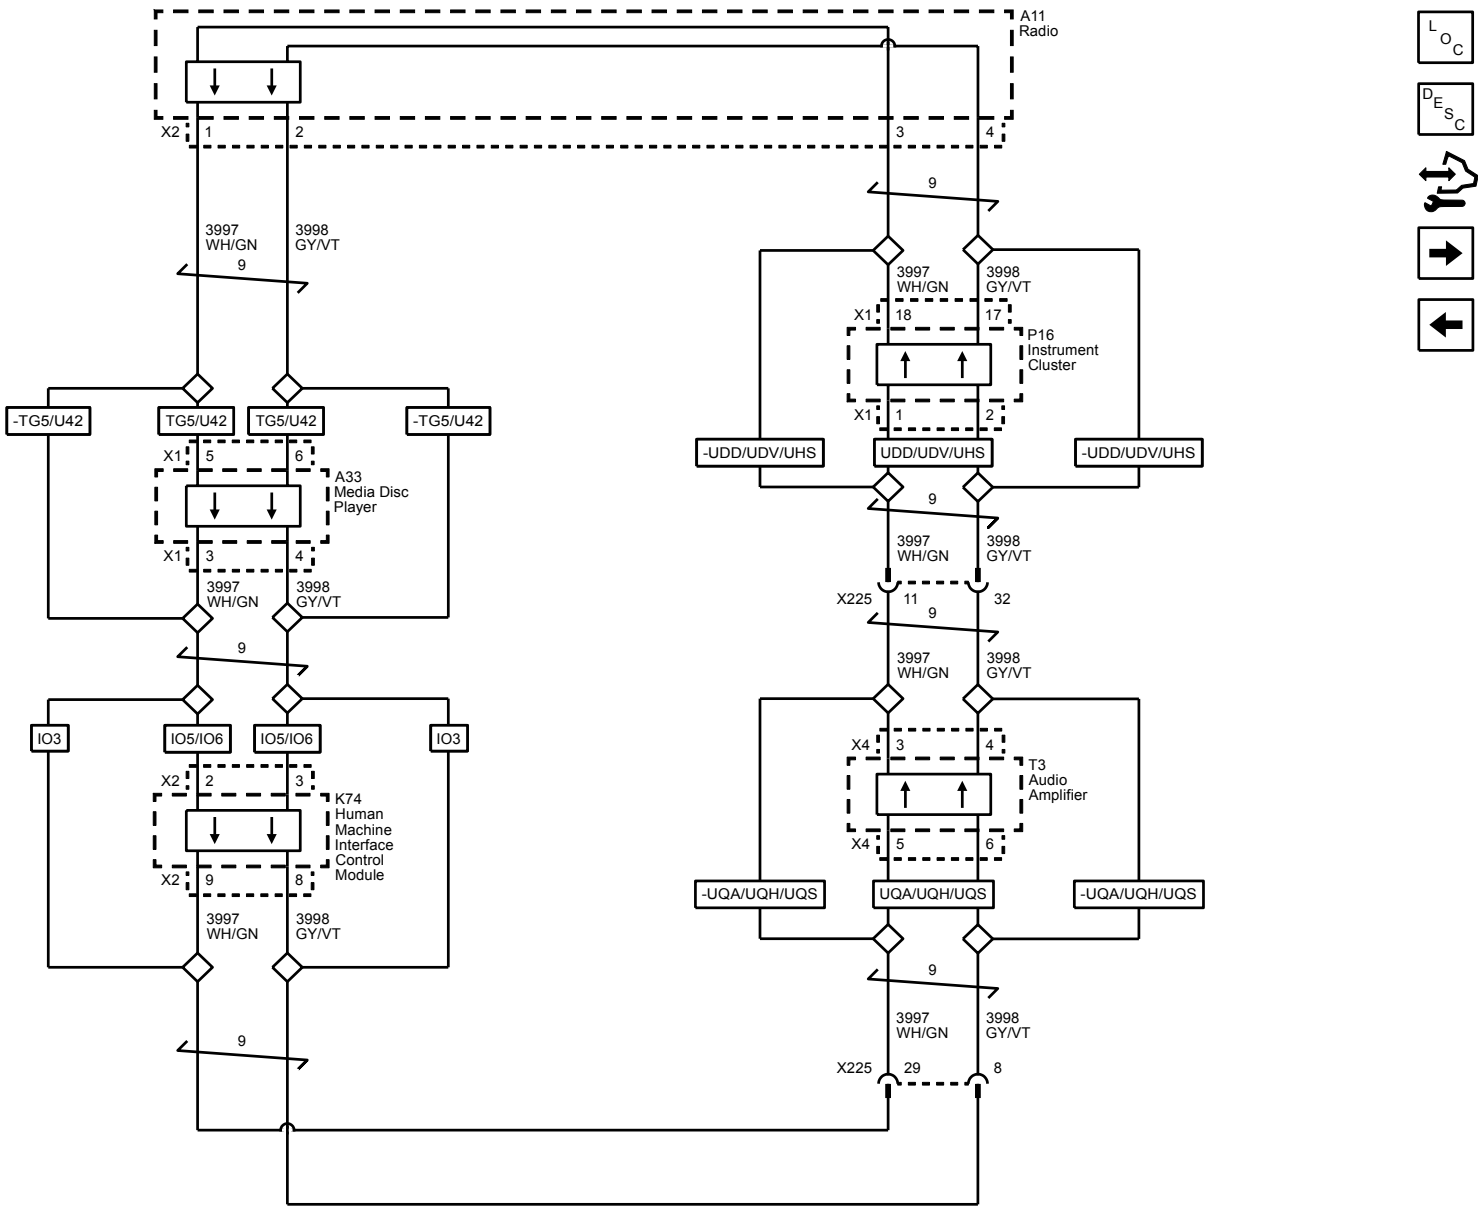 A11
Radio
L
O
C
D
E
S
C
X2 1 2 3 4
9
3997
WH/GN
3998
GY/VT
9
3997
WH/GN
3998
GY/VT
X1 18 17
P16
Instrument
Cluster
X1 1 2
-TG5/U42 TG5/U42 TG5/U42 -TG5/U42
-UDD/UDV/UHS UDD/UDV/UHS -UDD/UDV/UHS
X1 5 6
A33
Media Disc
Player
9
X1 3 4
3997
WH/GN
3998
GY/VT
3997
WH/GN
3998
GY/VT
X225 11 32
9
9
3997
WH/GN
3998
GY/VT
IO3 IO5/IO6 IO5/IO6 IO3
X4 3 4
T3
Audio
Amplifier
X2 2 3
K74
Human
Machine
Interface
Control
Module
X4 5 6
X2 9 8
-UQA/UQH/UQS UQA/UQH/UQS -UQA/UQH/UQS
3997
WH/GN
3998
GY/VT
9
3997
WH/GN
3998
GY/VT
9
X225 29 8